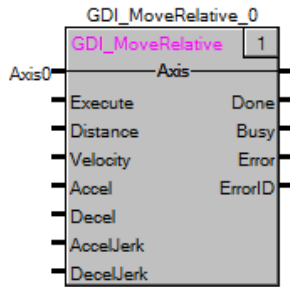 GDI_MoveRelative_0
GDI_MoveRelative 1
Axis0 Axis
Execute Done
Distance Busy
Velocity Error
Accel ErrorID
Decel
AccelJerk
DecelJerk